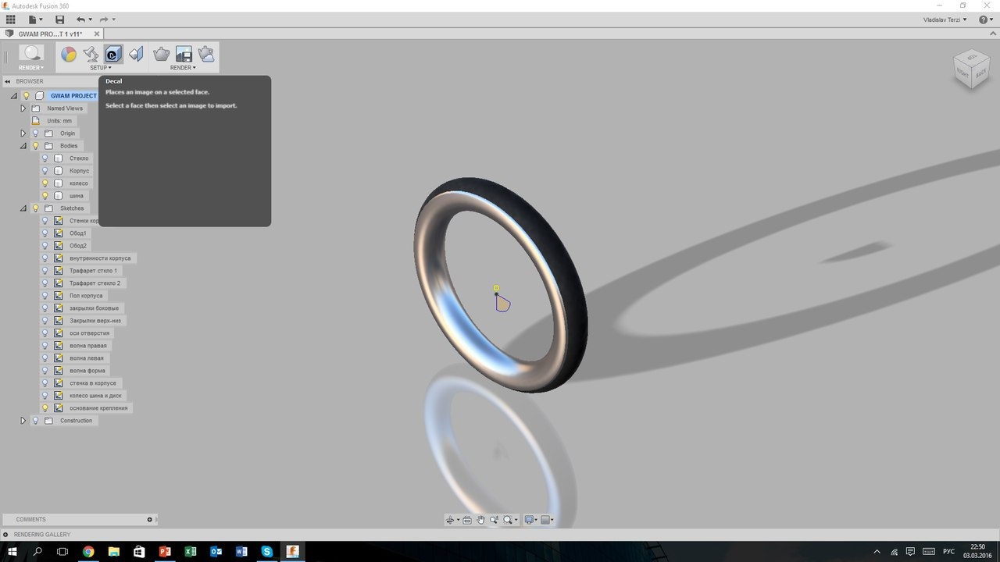 Autodesk Fusion 360
Vladislav Terzi
GWAM PRO...T 1 v11*
RENDER
SETUP
RENDER
TOP
RIGHT
BACK
BROWSER
Decal
Places an image on a selected face.
Select a face then select an image to import.
GWAM PROJECT
Named Views
Units: mm
Origin
Bodies
Стекло
Корпус
колесо
шина
Sketches
Стенки кор
Обод1
Обод2
внутренности корпуса
Трафарет сткло 1
Трафарет стекло 2
Пол корпуса
закрылки боковые
Закрылки верх-низ
оси отверстия
волна правая
волна левая
волна форма
стенка в корпусе
колесо шина и диск
основание крепления
Construction
COMMENTS
RENDERING GALLERY
РУС
22:50
03.03.2016